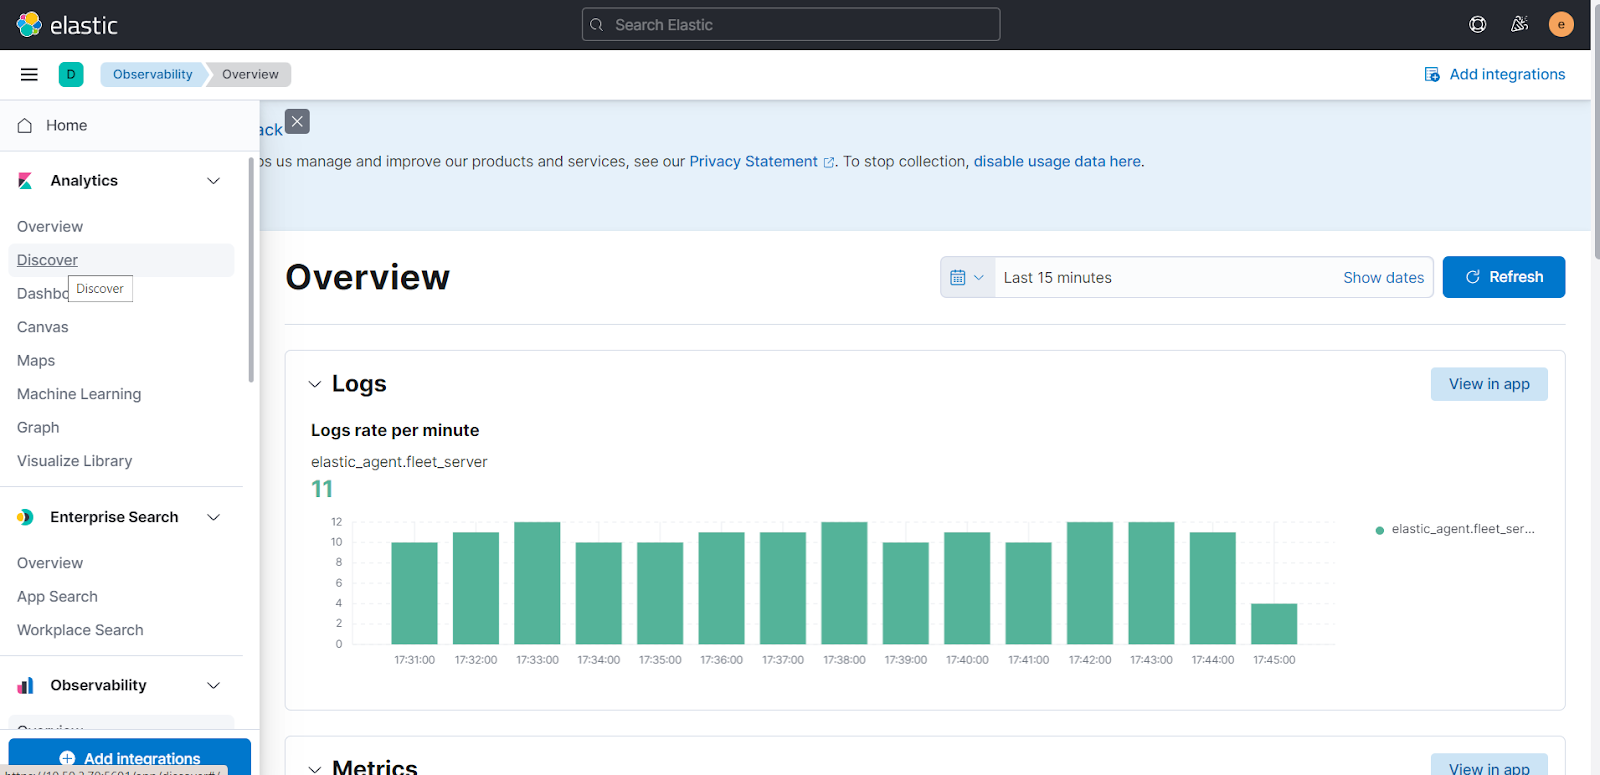 elastic
Search Elastic
e
D
Observability
Overview
Add integrations
Home
Analytics
Overview
Discover
Discover
Dashbo
Canvas
Maps
Machine Learning
Graph
Visualize Library
Enterprise Search
Overview
App Search
Workplace Search
Observability
Overview
Add integrations
ack
us manage and improve our products and services, see our Privacy Statement. To stop collection, disable usage data here.
Overview
Last 15 minutes
Show dates
Refresh
Logs
View in app
Logs rate per minute
elastic_agent.fleet_server
11
12
10
8
6
4
2
0
17:31:00 17:32:00 17:33:00 17:34:00 17:35:00 17:36:00 17:37:00 17:38:00 17:39:00 17:40:00 17:41:00 17:42:00 17:43:00 17:44:00 17:45:00
elastic_agent.fleet_ser...
Metrics
View in app